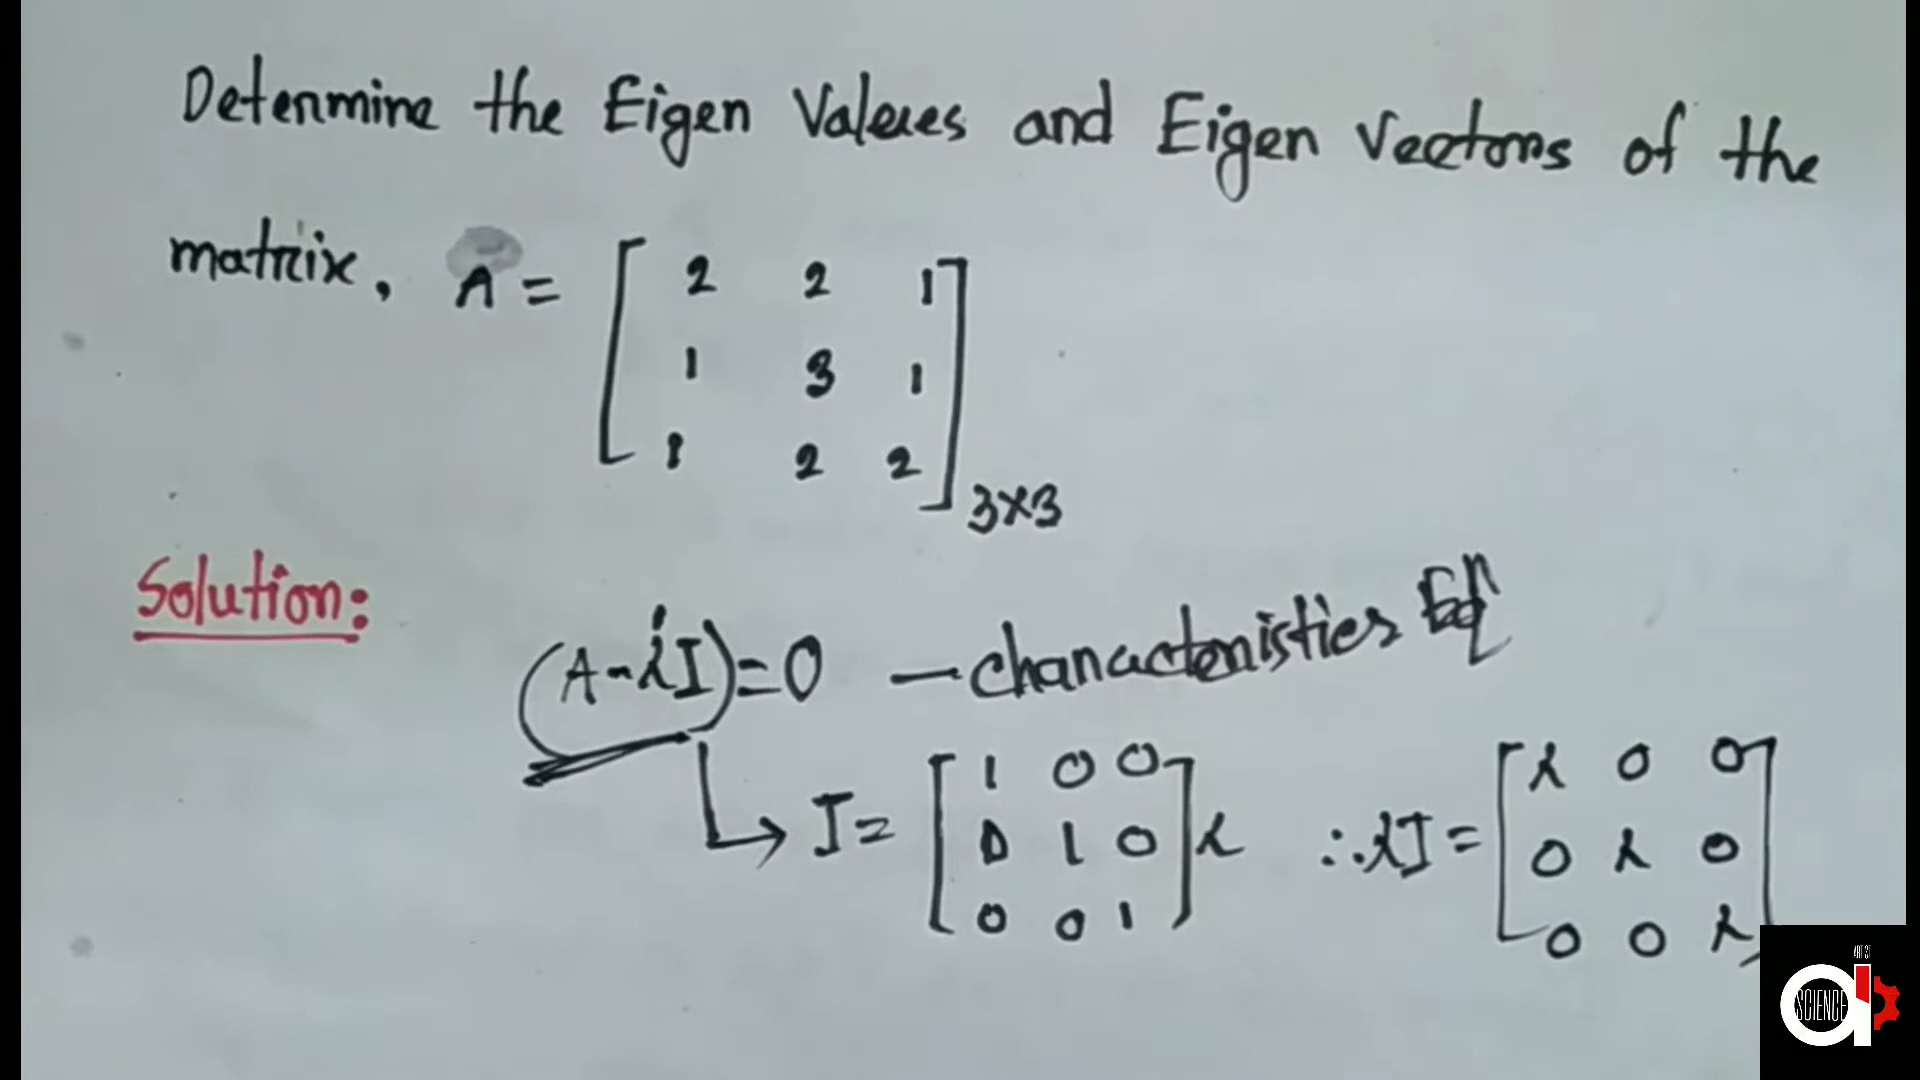 Determine the Eigen Values and Eigen Vectors of the
matrix, A = [ 2 2 1
1 3 1
1 2 2 ] 3×3
Solution:
(A-λI)=0 — characteristics Eqn
I = [ 1 0 0
0 1 0
0 0 1 ] λ
∴ λI = [ λ 0 0
0 λ 0
0 0 λ ]
SCIENCE